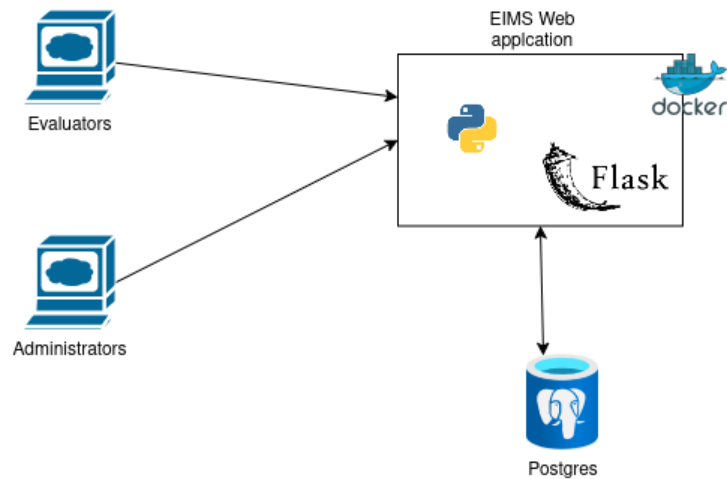 EIMS Web
applcation
docker
Flask
Evaluators
Administrators
Postgres